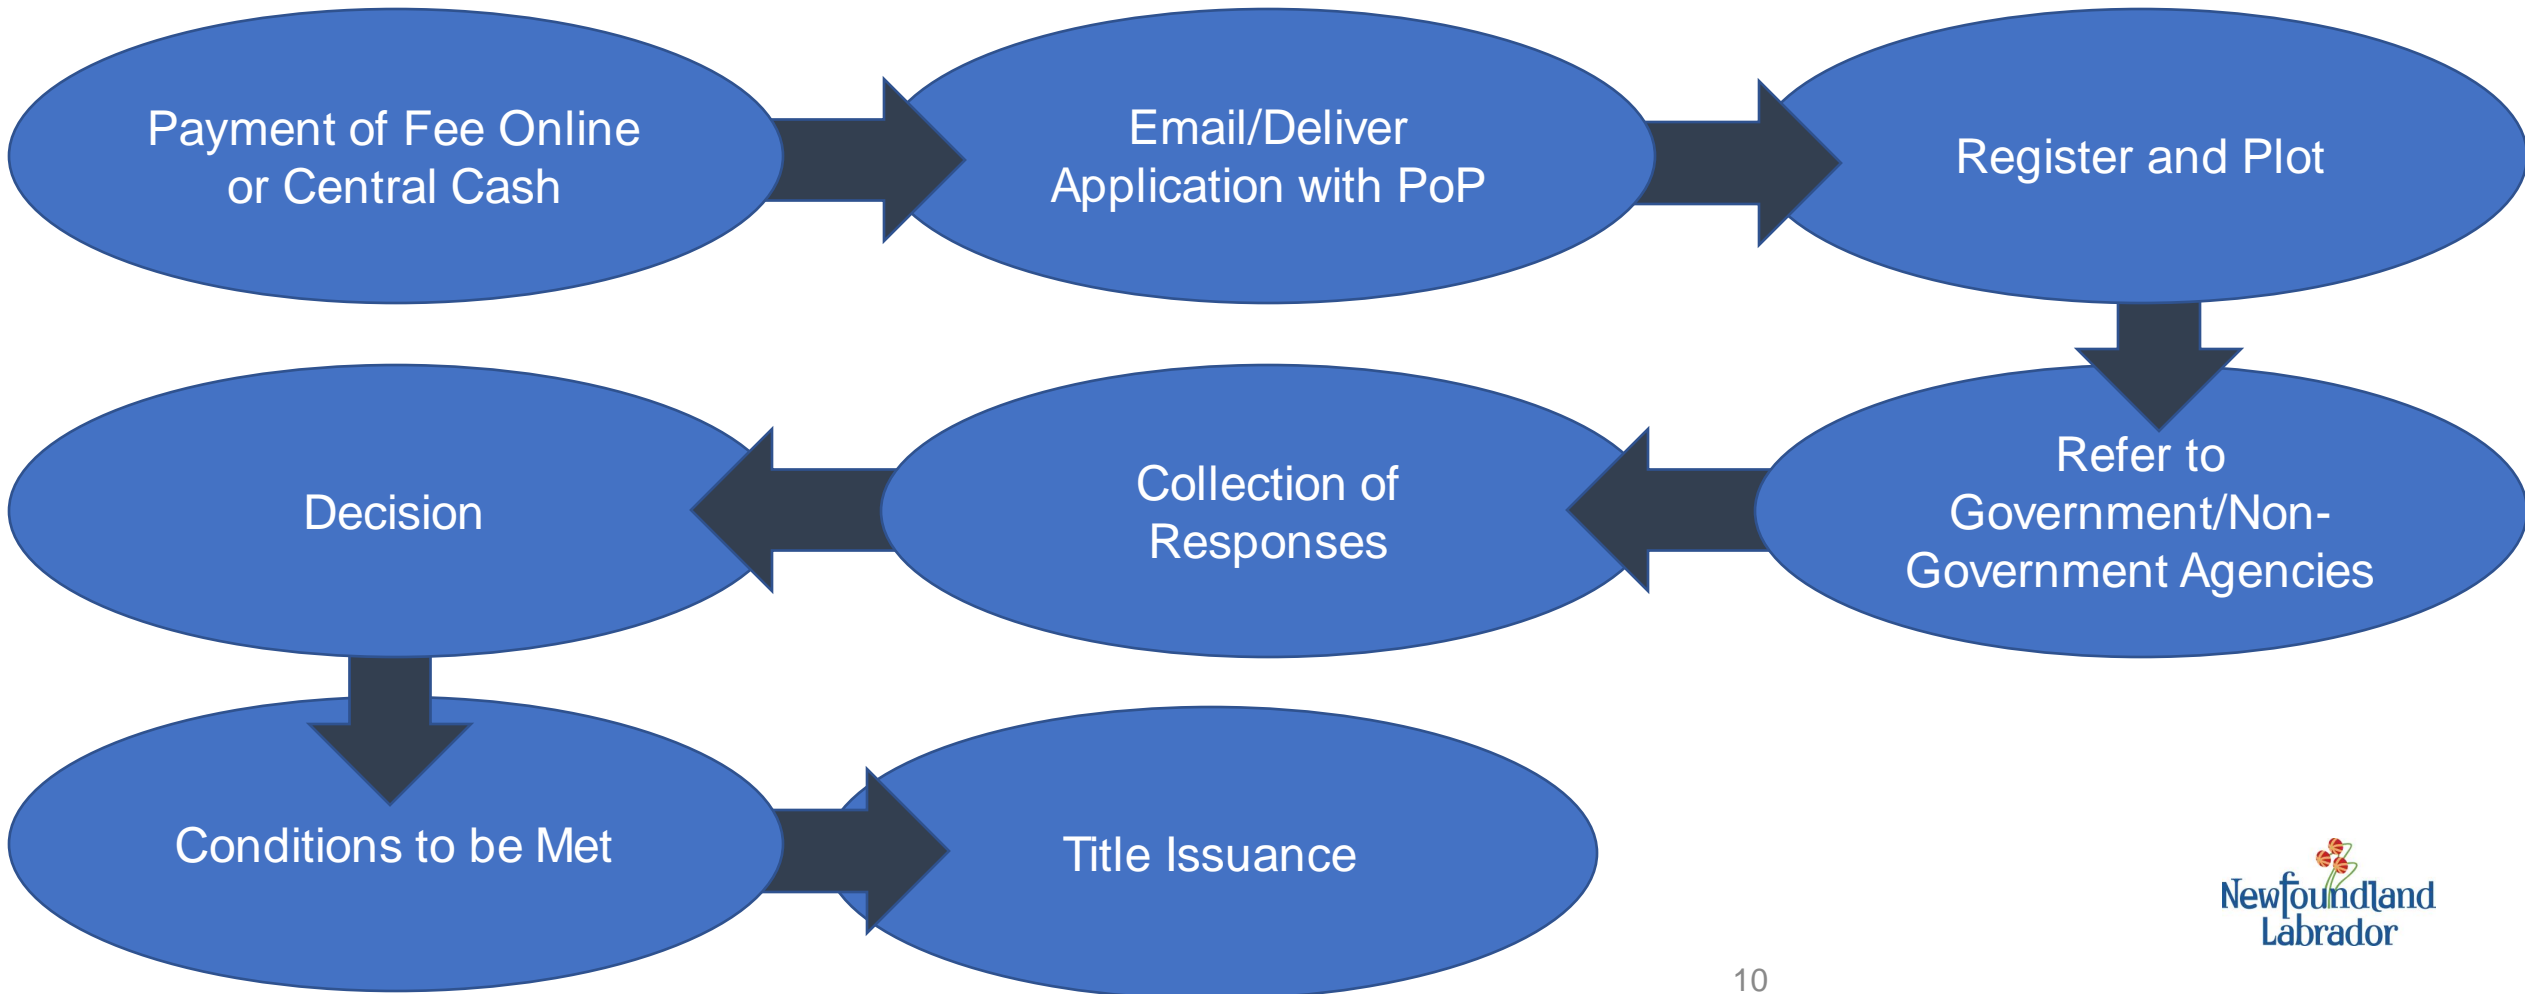 Payment of Fee Online
or Central Cash
Email/Deliver
Application with PoP
Register and Plot
Refer to
Government/Non-
Government Agencies
Collection of
Responses
Decision
Conditions to be Met
Title Issuance
Newfoundland
Labrador
10